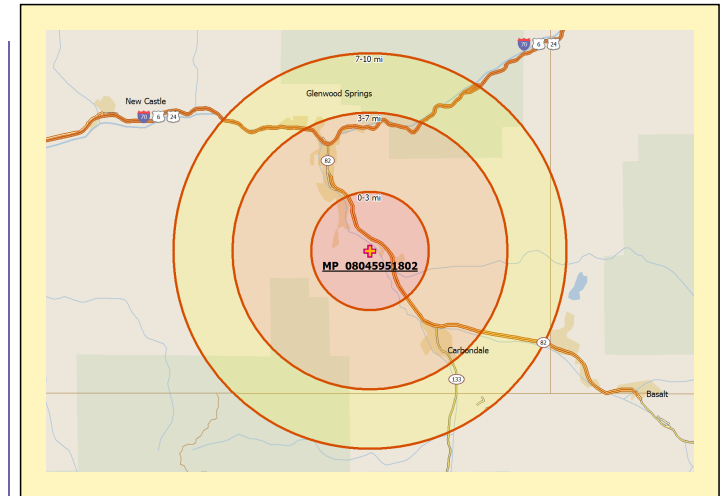 7-10 mi
70 6 24
Glenwood Springs
New Castle
70 6 24
3-7 mi
82
0-3 mi
MP 08045951802
82
Carbondale
133
Basalt